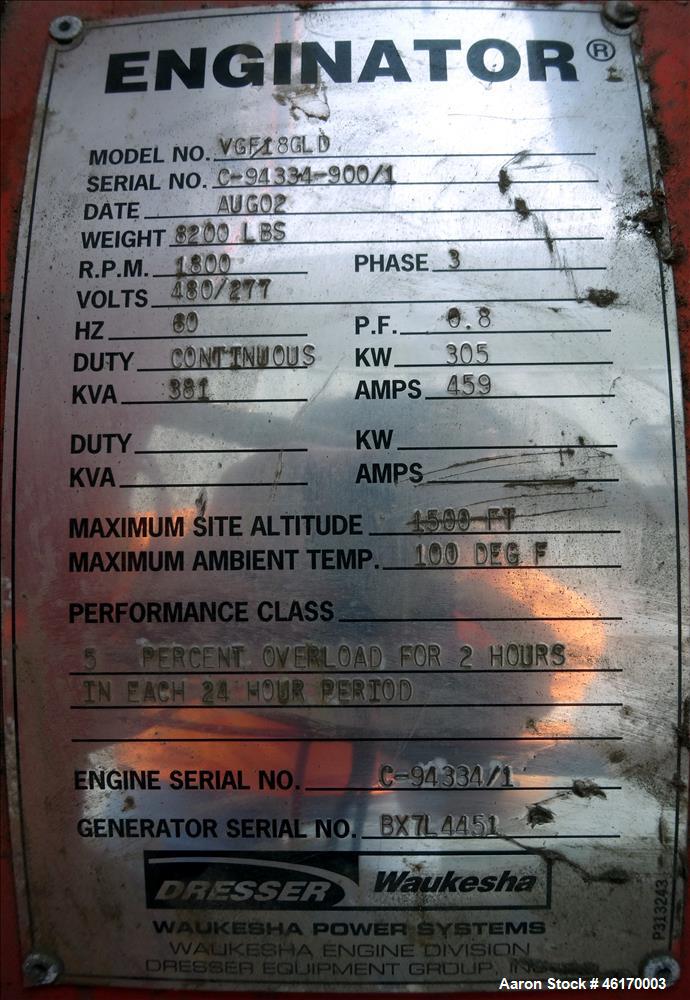 ENGINATOR®
MODEL NO. VGF18GLD
SERIAL NO. C-94334-900/1
DATE AUG02
WEIGHT 8200 LBS
R.P.M. 1800 PHASE 3
VOLTS 480/277
HZ 60 P.F. 0.8
DUTY CONTINUOUS KW 305
KVA 381 AMPS 459
DUTY KW
KVA AMPS
MAXIMUM SITE ALTITUDE 1500 FT
MAXIMUM AMBIENT TEMP. 100 DEG F
PERFORMANCE CLASS
5 PERCENT OVERLOAD FOR 2 HOURS
IN EACH 24 HOUR PERIOD
ENGINE SERIAL NO. C-94334/1
GENERATOR SERIAL NO. BX7L4451
DRESSER Waukesha
WAUKESHA POWER SYSTEMS
WAUKESHA ENGINE DIVISION
DRESSER EQUIPMENT GROUP, INC.
P313243
Aaron Stock # 46170003